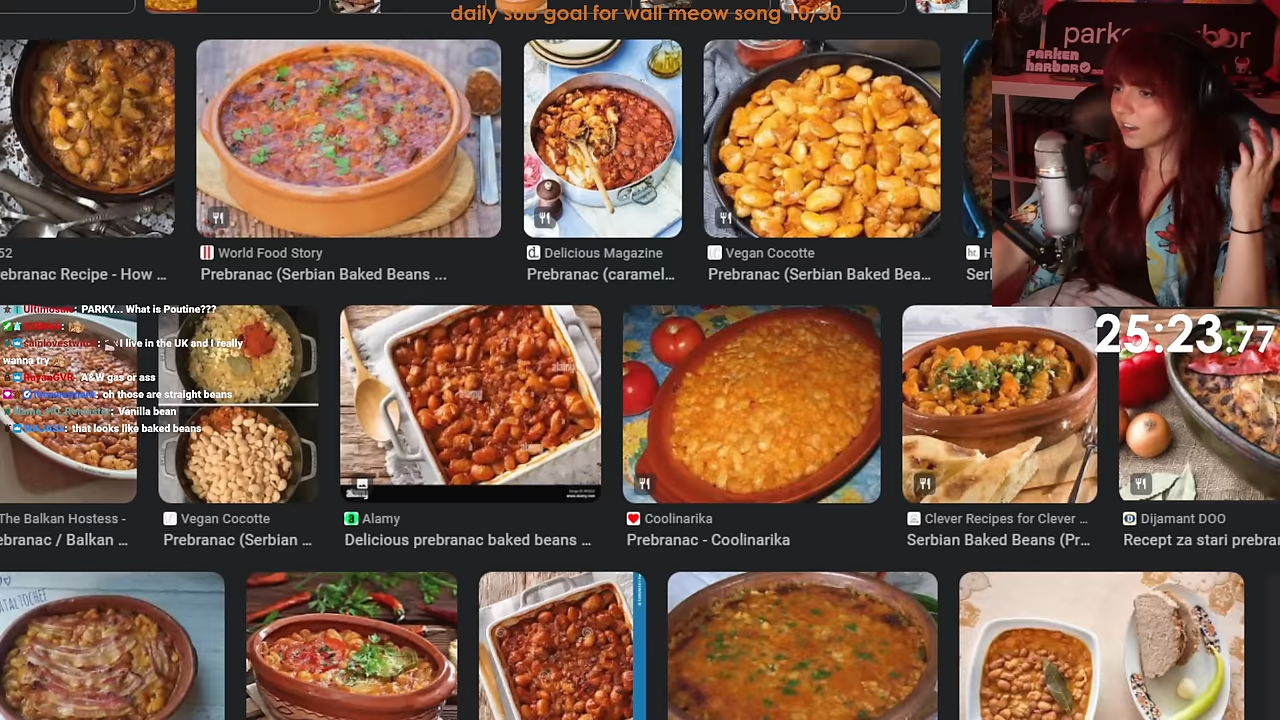 daily sub goal for wall meow song 10/30
PARKEN HARBOR
World Food Story
Delicious Magazine
Vegan Cocotte
ebranac Recipe - How ...
Prebranac (Serbian Baked Beans ...
Prebranac (caramel...
Prebranac (Serbian Baked Bea...
PARKY... What is Poutine???
I live in the UK and I really
wanna try
A&W gas or ass
oh those are straight beans
Vanilla bean
that looks like baked beans
25:23.77
The Balkan Hostess -
Vegan Cocotte
Alamy
Coolinarika
Clever Recipes for Clever ...
Dijamant DOO
ebranac / Balkan ...
Prebranac (Serbian ...
Delicious prebranac baked beans ...
Prebranac - Coolinarika
Serbian Baked Beans (Pr...
Recept za stari prebran